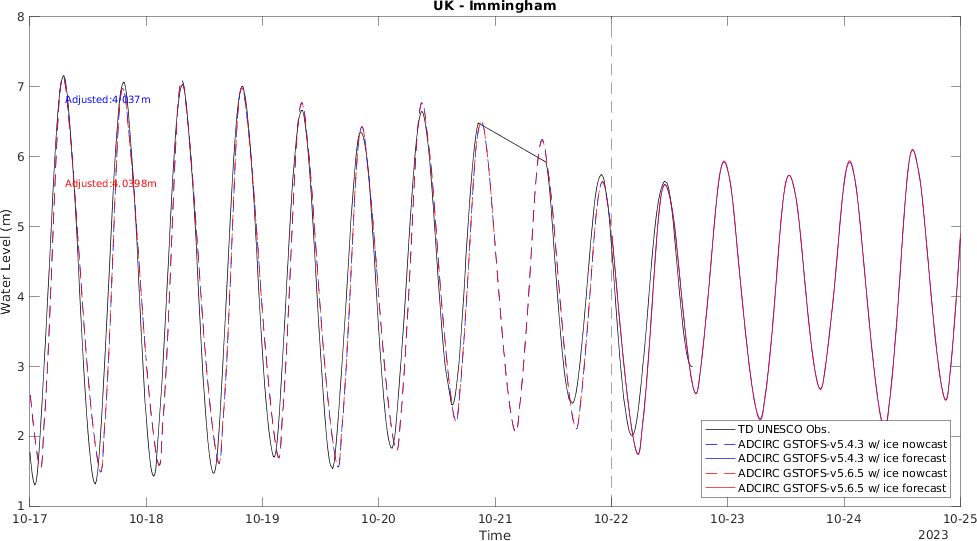 UK - Immingham
8
7
6
5
4
3
2
1
Water Level (m)
Adjusted:4.037m
Adjusted:4.0398m
TD UNESCO Obs.
ADCIRC GSTOFS-v5.4.3 w/ ice nowcast
ADCIRC GSTOFS-v5.4.3 w/ ice forecast
ADCIRC GSTOFS-v5.6.5 w/ ice nowcast
ADCIRC GSTOFS-v5.6.5 w/ ice forecast
10-17 10-18 10-19 10-20 10-21 10-22 10-23 10-24 10-25
Time
2023